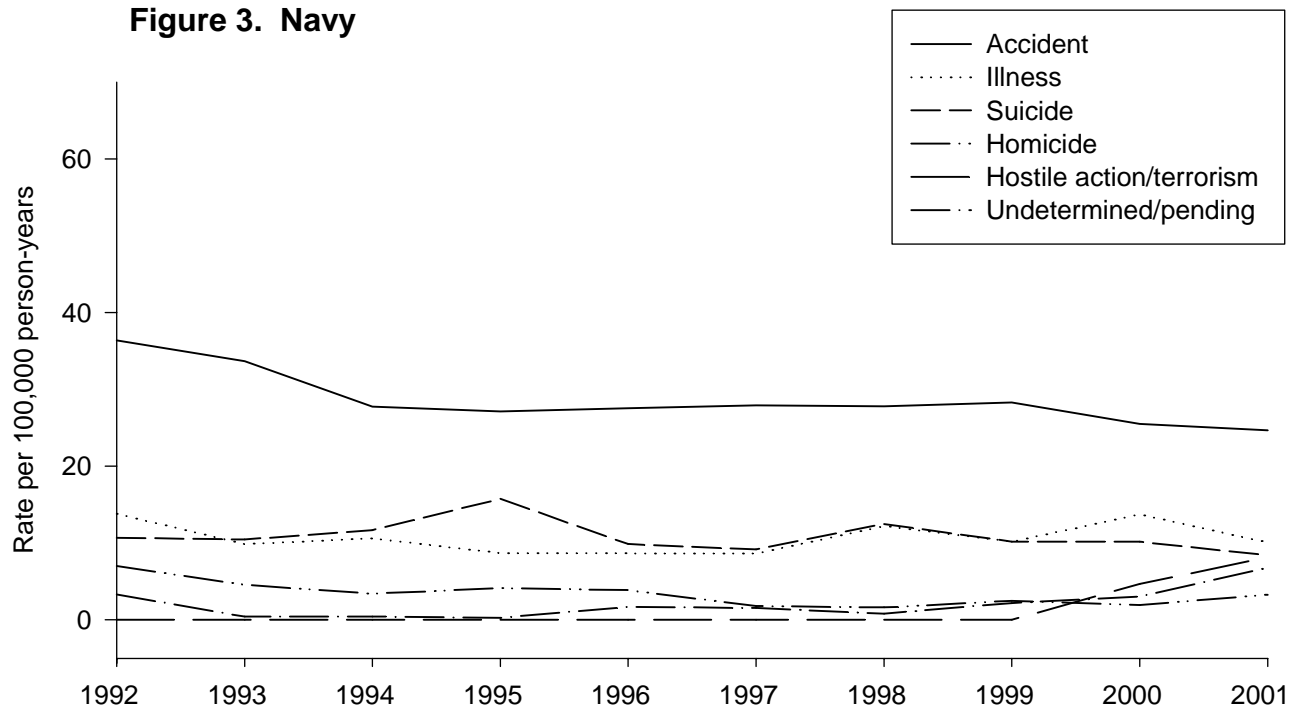 Figure 3. Navy
Accident
Illness
Suicide
Homicide
Hostile action/terrorism
Undetermined/pending
Rate per 100,000 person-years
60
40
20
0
1992 1993 1994 1995 1996 1997 1998 1999 2000 2001